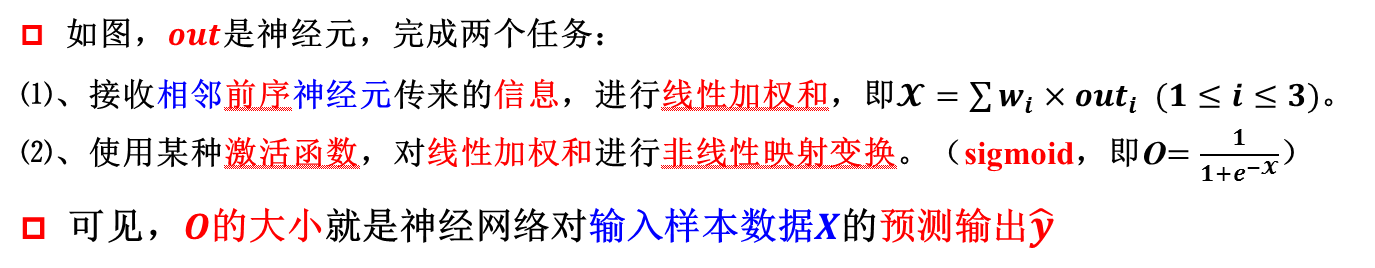 如图，out是神经元，完成两个任务：
⑴、接收相邻前序神经元传来的信息，进行线性加权和，即𝒳 = ∑ wᵢ × outᵢ (1 ≤ i ≤ 3)。
⑵、使用某种激活函数，对线性加权和进行非线性映射变换。（sigmoid，即O= 1/(1+e^−𝒳)）
可见，O的大小就是神经网络对输入样本数据X的预测输出ŷ